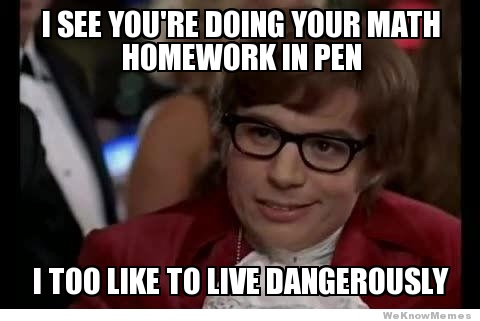 I SEE YOU'RE DOING YOUR MATH
HOMEWORK IN PEN
I TOO LIKE TO LIVE DANGEROUSLY
WeKnowMemes